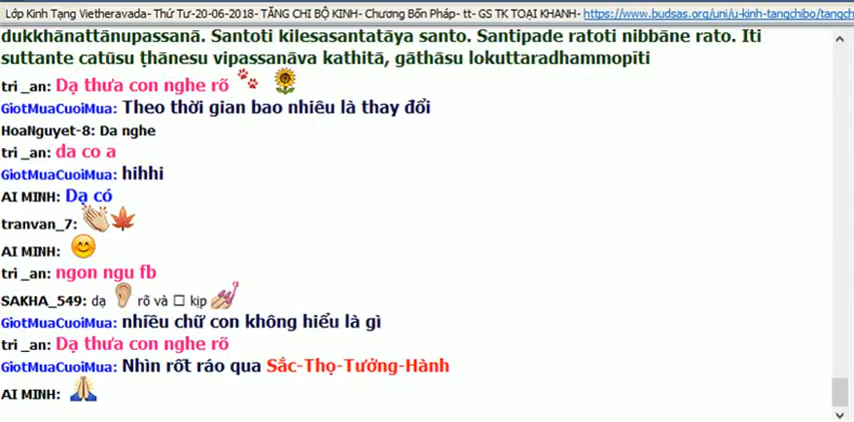 Lớp Kinh Tạng Vietheravada- Thứ Tư-20-06-2018- TĂNG CHI BỘ KINH- Chương Bốn Pháp- tt- GS TK TOẠI KHANH- https://www.budsas.org/uni/u-kinh-tangchibo/tangch
dukkhānattānupassanā. Santoti kilesasantatāya santo. Santipade ratoti nibbāne rato. Iti
suttante catūsu ṭhānesu vipassanāva kathitā, gāthāsu lokuttaradhammopīti
tri _an: Dạ thưa con nghe rõ
GiotMuaCuoiMua: Theo thời gian bao nhiêu là thay đổi
HoaNguyet-8: Da nghe
tri _an: da co a
GiotMuaCuoiMua: hihhi
AI MINH: Dạ có
tranvan_7:
AI MINH:
tri _an: ngon ngu fb
SAKHA_549: dạ rõ và □ kịp
GiotMuaCuoiMua: nhiều chữ con không hiểu là gì
tri _an: Dạ thưa con nghe rõ
GiotMuaCuoiMua: Nhìn rốt ráo qua Sắc-Thọ-Tưởng-Hành
AI MINH: